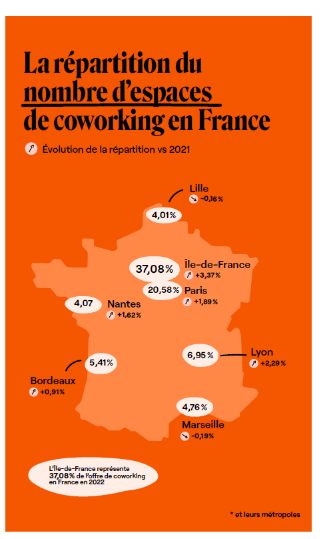 La répartition du
nombre d'espaces
de coworking en France
Évolution de la répartition vs 2021
Lille
-0,16%
4,01%
37,08%
Île-de-France
+3,37%
20,58%
Paris
+1,89%
4,07
Nantes
+1,62%
6,95%
Lyon
+2,29%
5,41%
Bordeaux
+0,91%
4,76%
Marseille
-0,19%
L'Île-de-France représente
37,08% de l'offre de coworking
en France en 2022
* et leurs métropoles